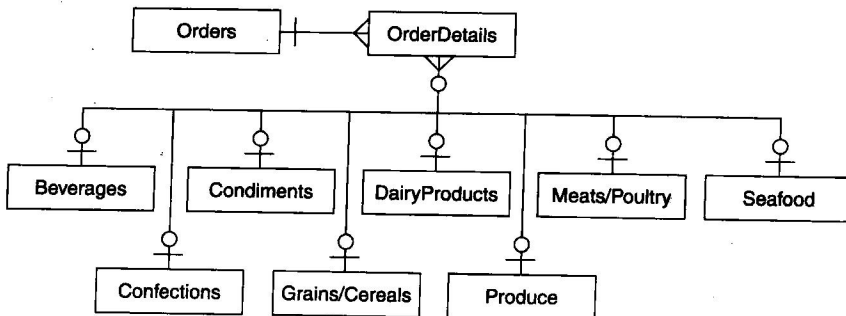 Orders
OrderDetails
Beverages
Condiments
DairyProducts
Meats/Poultry
Seafood
Confections
Grains/Cereals
Produce